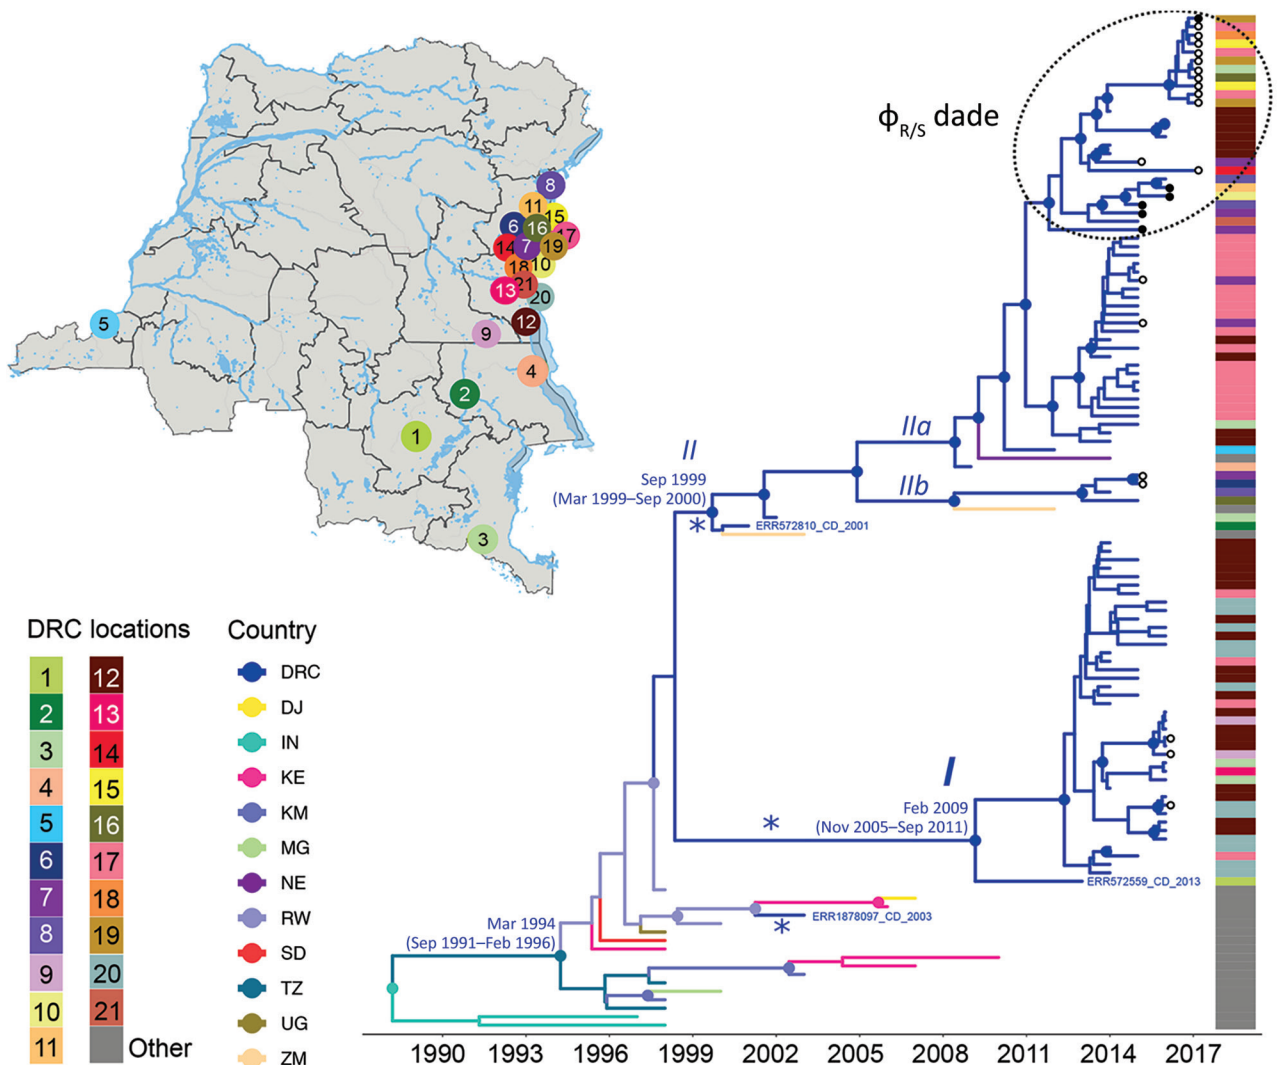 ϕR/S dade
8
11
15
6
16
17
14
7
19
18
10
21
13
20
5
12
9
4
2
1
3
IIa
II
Sep 1999
(Mar 1999–Sep 2000)
IIb
* ERR572810_CD_2001
I
Feb 2009
(Nov 2005–Sep 2011)
*
ERR572559_CD_2013
Mar 1994
(Sep 1991–Feb 1996)
ERR1878097_CD_2003
*
DRC locations
1 12
2 13
3 14
4 15
5 16
6 17
7 18
8 19
9 20
10 21
11 Other
Country
DRC
DJ
IN
KE
KM
MG
NE
RW
SD
TZ
UG
ZM
1990 1993 1996 1999 2002 2005 2008 2011 2014 2017